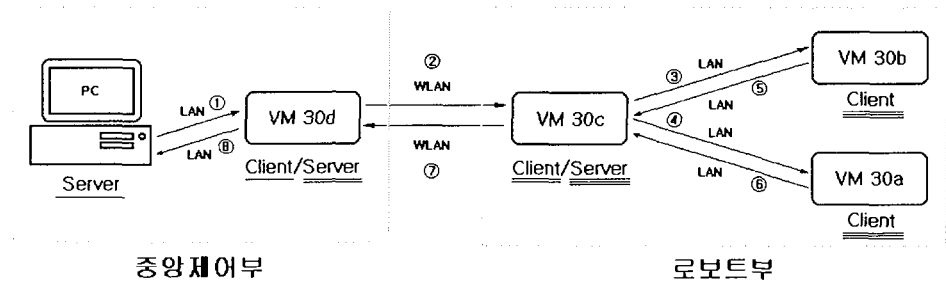 PC
Server
LAN ①
LAN ⑧
VM 30d
Client/Server
②
WLAN
WLAN
⑦
VM 30c
Client/Server
③ LAN
LAN ⑤
④ LAN
LAN ⑥
VM 30b
Client
VM 30a
Client
중앙제어부
로보트부